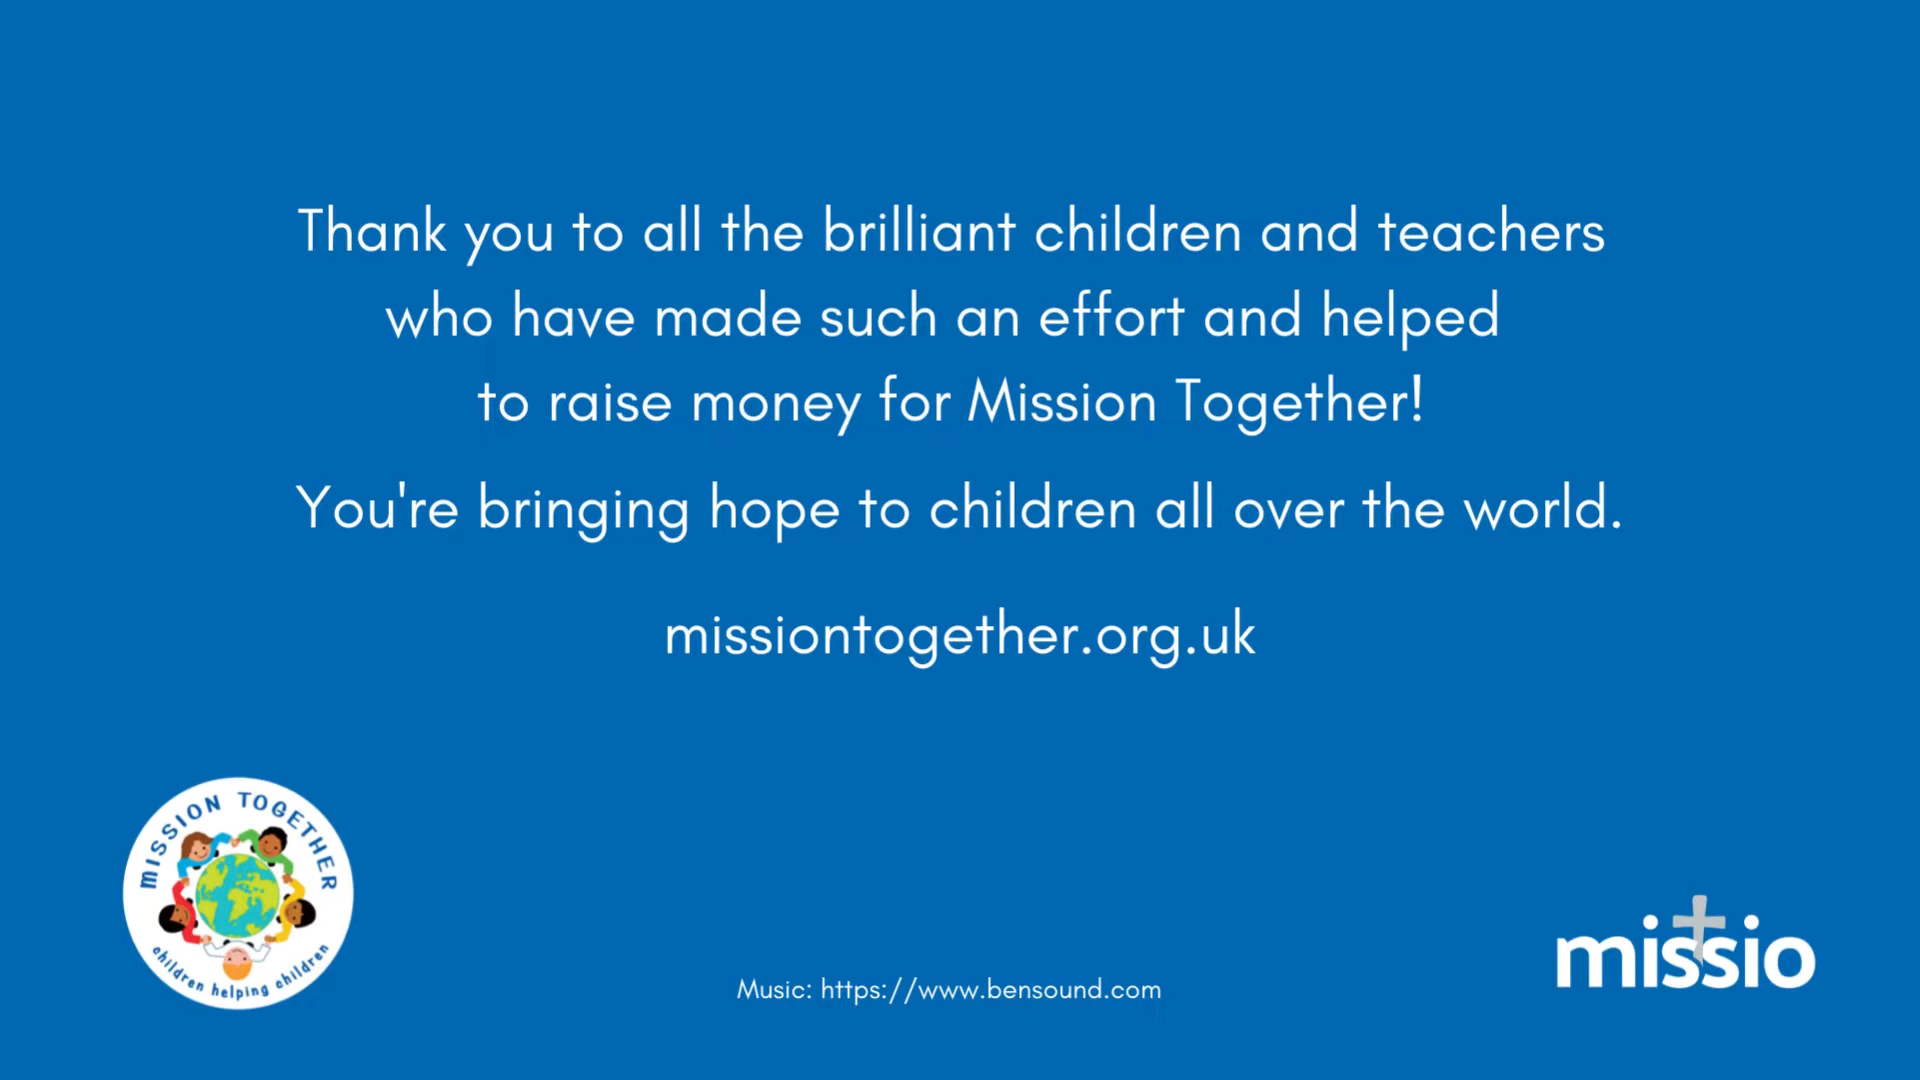 Thank you to all the brilliant children and teachers
who have made such an effort and helped
to raise money for Mission Together!
You're bringing hope to children all over the world.
missiontogether.org.uk
MISSION TOGETHER
children helping children
Music: https://www.bensound.com
missio